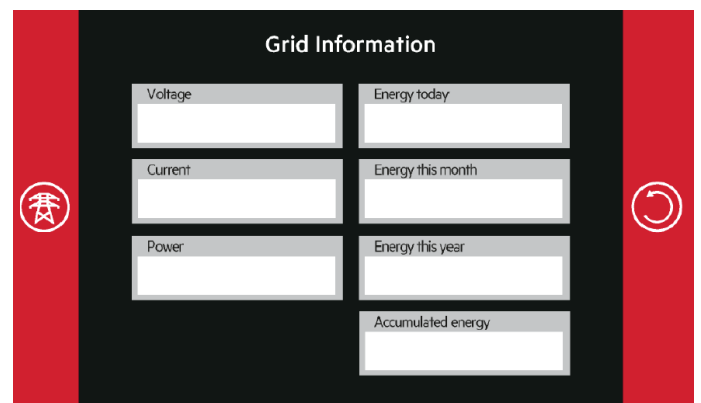 Grid Information
Voltage
Energy today
Current
Energy this month
Power
Energy this year
Accumulated energy